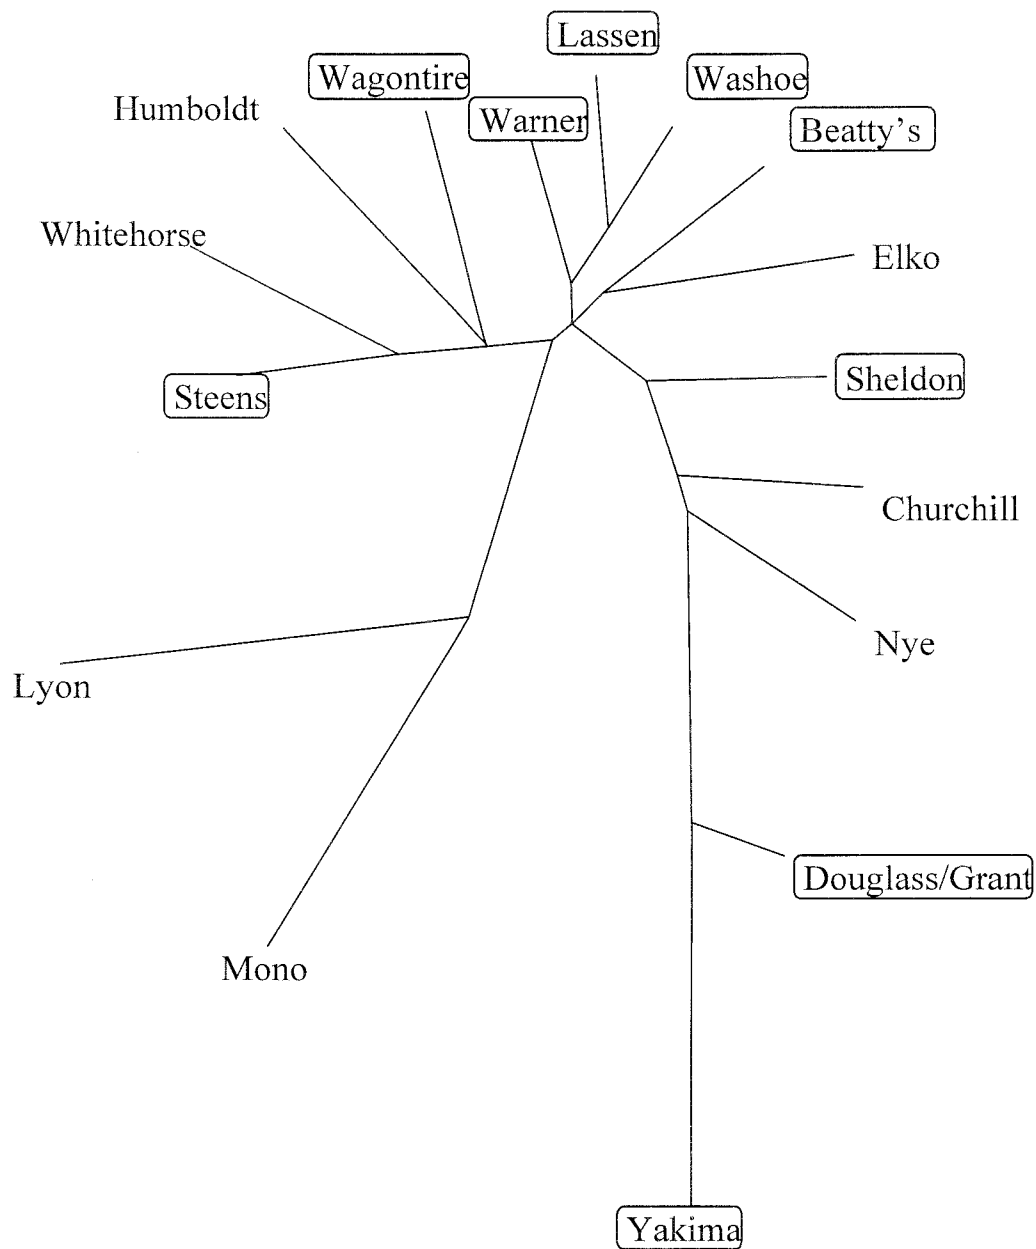 Lassen
Wagontire
Washoe
Humboldt
Warner
Beatty's
Whitehorse
Elko
Steens
Sheldon
Churchill
Nye
Lyon
Douglass/Grant
Mono
Yakima